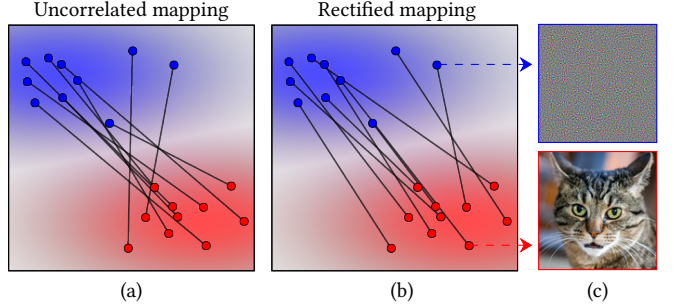 Uncorrelated mapping
Rectified mapping
(a)
(b)
(c)